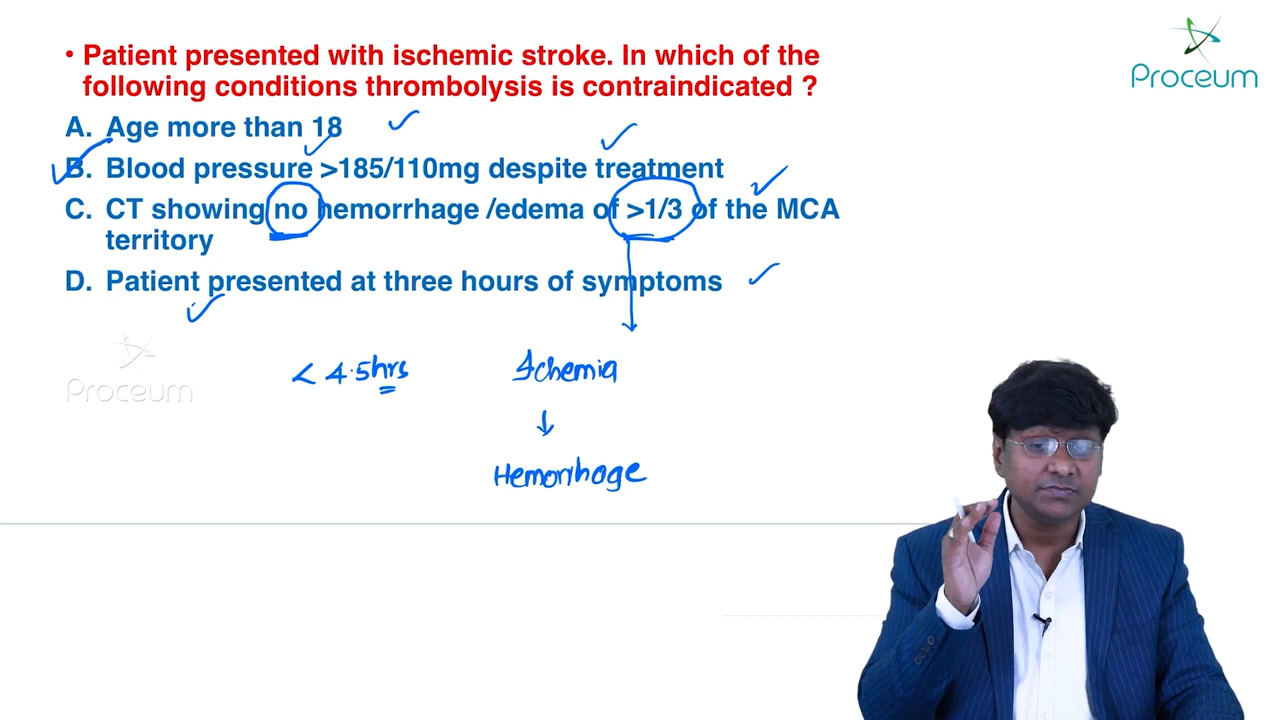 • Patient presented with ischemic stroke. In which of the
following conditions thrombolysis is contraindicated ?
Proceum
A. Age more than 18
B. Blood pressure >185/110mg despite treatment
C. CT showing no hemorrhage /edema of >1/3 of the MCA
territory
D. Patient presented at three hours of symptoms
Proceum
< 4.5hrs
Ichemia
Hemorrhage